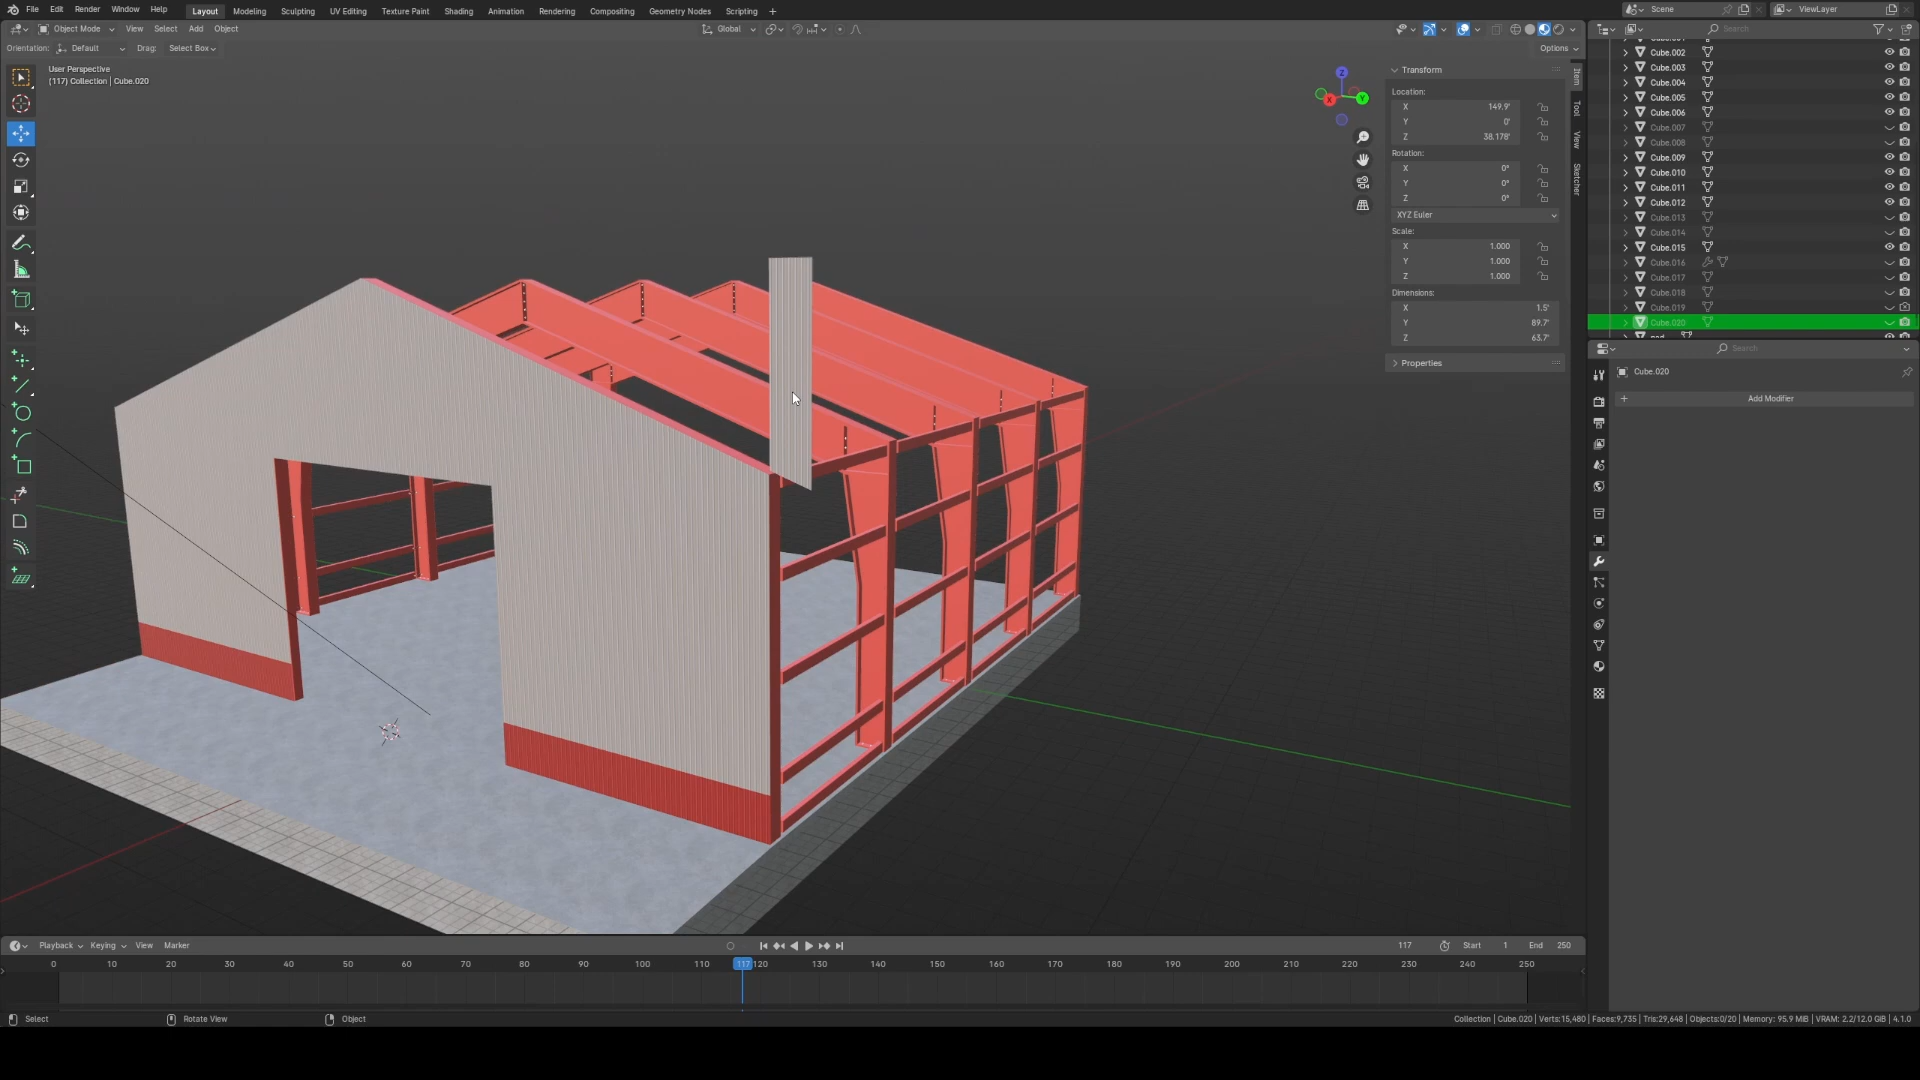 File Edit Render Window Help Layout Modeling Sculpting UV Editing Texture Paint Shading Animation Rendering Compositing Geometry Nodes Scripting + Scene ViewLayer
Object Mode View Select Add Object Global Search
Orientation: Default Drag: Select Box Options
User Perspective
(117) Collection | Cube.020
Transform
Location:
X 149.9'
Y 0'
Z 38.178'
Rotation:
X 0°
Y 0°
Z 0°
XYZ Euler
Scale:
X 1.000
Y 1.000
Z 1.000
Dimensions:
X 1.5'
Y 89.7'
Z 63.7'
Properties
Item
Tool
View
Sketcher
Z
X
Y
Cube.002
Cube.003
Cube.004
Cube.005
Cube.006
Cube.007
Cube.008
Cube.009
Cube.010
Cube.011
Cube.012
Cube.013
Cube.014
Cube.015
Cube.016
Cube.017
Cube.018
Cube.019
Cube.020
Search
Cube.020
+ Add Modifier
Playback Keying View Marker 117 Start 1 End 250
0 10 20 30 40 50 60 70 80 90 100 110 117 120 130 140 150 160 170 180 190 200 210 220 230 240 250
Select Rotate View Object Collection | Cube.020 | Verts:15,480 | Faces:9,735 | Tris:29,648 | Objects:0/20 | Memory: 95.9 MiB | VRAM: 2.2/12.0 GiB | 4.1.0